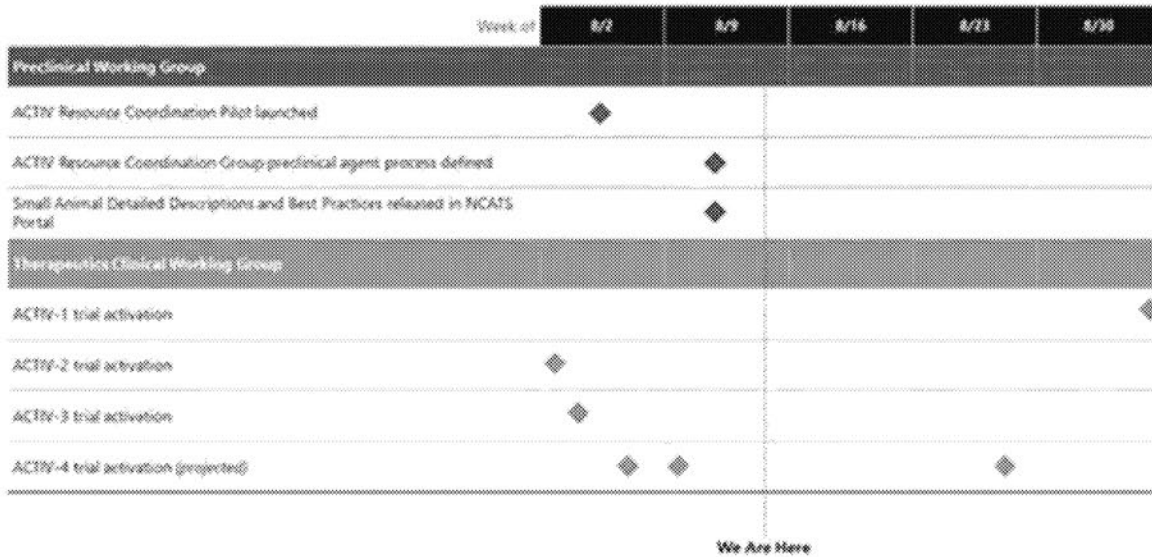 Week of 8/2 8/9 8/16 8/23 8/30
Preclinical Working Group
ACTIV Resource Coordination Pilot launched
ACTIV Resource Coordination Group preclinical agent process defined
Small Animal Detailed Descriptions and Best Practices released in NCATS
Portal
Therapeutics Clinical Working Group
ACTIV-1 trial activation
ACTIV-2 trial activation
ACTIV-3 trial activation
ACTIV-4 trial activation (projected)
We Are Here